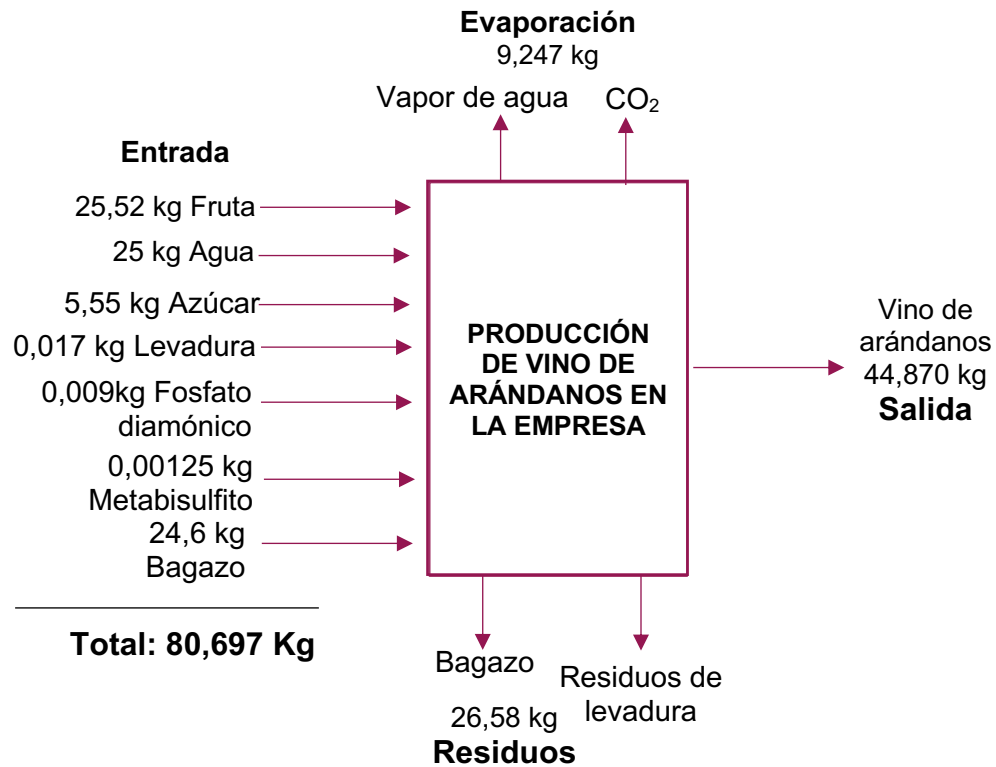 Evaporación
9,247 kg
Vapor de agua
CO₂
Entrada
25,52 kg Fruta
25 kg Agua
5,55 kg Azúcar
0,017 kg Levadura
0,009kg Fosfato
diamónico
0,00125 kg
Metabisulfito
24,6 kg
Bagazo
Total: 80,697 Kg
PRODUCCIÓN
DE VINO DE
ARÁNDANOS EN
LA EMPRESA
Vino de
arándanos
44,870 kg
Salida
Bagazo
Residuos de
levadura
26,58 kg
Residuos